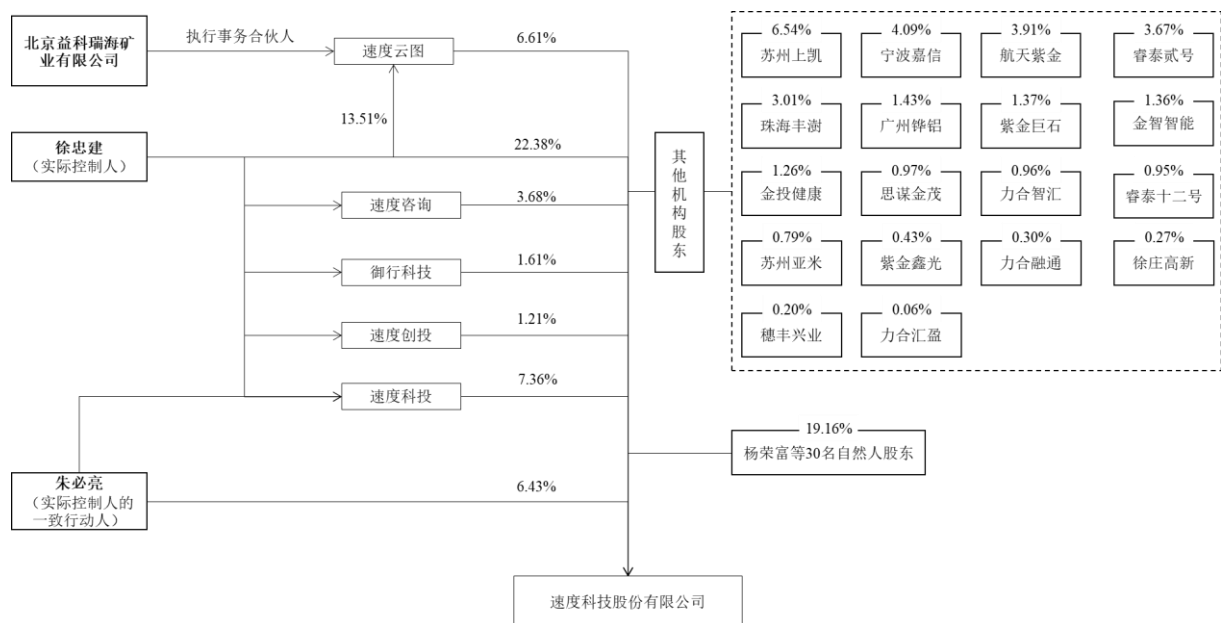 北京益科瑞海矿
业有限公司
执行事务合伙人
速度云图
6.61%
13.51%
徐忠建
（实际控制人）
22.38%
速度咨询
3.68%
御行科技
1.61%
速度创投
1.21%
速度科投
7.36%
朱必亮
（实际控制人的
一致行动人）
6.43%
其他机构股东
6.54%
苏州上凯
4.09%
宁波嘉信
3.91%
航天紫金
3.67%
睿泰贰号
3.01%
珠海丰澍
1.43%
广州铧铝
1.37%
紫金巨石
1.36%
金智智能
1.26%
金投健康
0.97%
思谋金茂
0.96%
力合智汇
0.95%
睿泰十二号
0.79%
苏州亚米
0.43%
紫金鑫光
0.30%
力合融通
0.27%
徐庄高新
0.20%
穗丰兴业
0.06%
力合汇盈
19.16%
杨荣富等30名自然人股东
速度科技股份有限公司